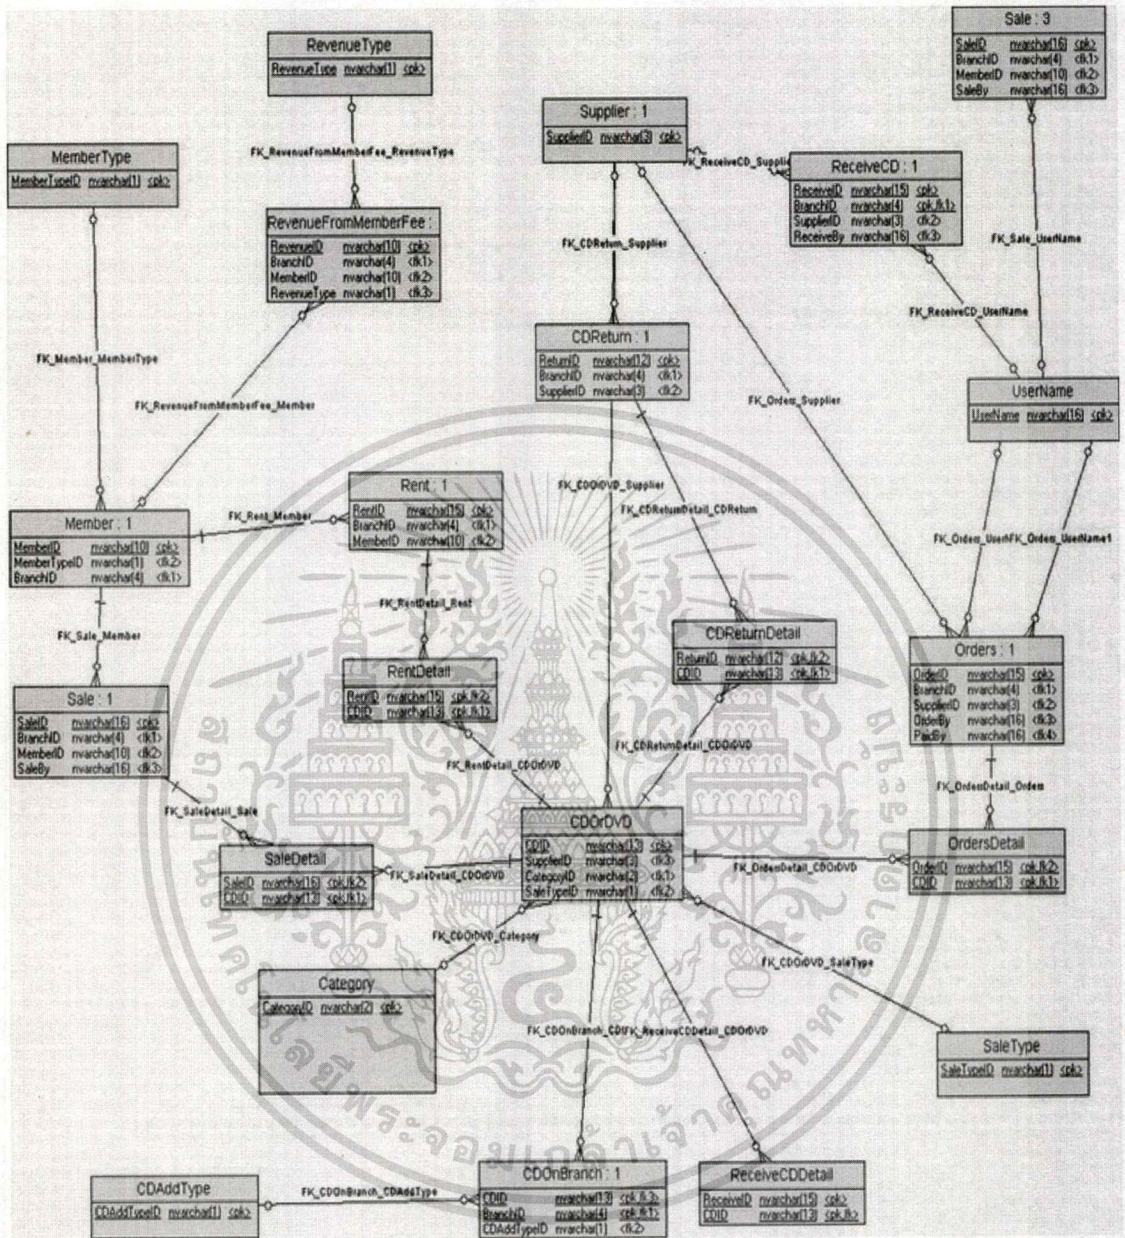 RevenueType
RevenueType nvarchar(1) <pk>
Sale : 3
SaleID nvarchar(16) <pk>
BranchID nvarchar(4) <fk1>
MemberID nvarchar(10) <fk2>
SaleBy nvarchar(16) <fk3>
Supplier : 1
SupplierID nvarchar(3) <pk>
MemberType
MemberTypeID nvarchar(1) <pk>
FK_RevenueFromMemberFee_RevenueType
FK_ReceiveCD_Supplie
ReceiveCD : 1
ReceiveID nvarchar(15) <pk>
BranchID nvarchar(4) <pk,fk1>
SupplierID nvarchar(3) <fk2>
ReceiveBy nvarchar(16) <fk3>
RevenueFromMemberFee :
RevenueID nvarchar(10) <pk>
BranchID nvarchar(4) <fk1>
MemberID nvarchar(10) <fk2>
RevenueType nvarchar(1) <fk3>
FK_CDReturn_Supplier
FK_Sale_UserName
FK_ReceiveCD_UserName
CDReturn : 1
ReturnID nvarchar(12) <pk>
BranchID nvarchar(4) <fk1>
SupplierID nvarchar(3) <fk2>
FK_Member_MemberType
FK_RevenueFromMemberFee_Member
FK_Orders_Supplier
UserName
UserName nvarchar(16) <pk>
Rent : 1
RentID nvarchar(15) <pk>
BranchID nvarchar(4) <fk1>
MemberID nvarchar(10) <fk2>
FK_CDOrDVD_Supplier
FK_CDReturnDetail_CDReturn
FK_Rent_Member
Member : 1
MemberID nvarchar(10) <pk>
MemberTypeID nvarchar(1) <fk2>
BranchID nvarchar(4) <fk1>
FK_Orders_UserN
FK_Orders_UserName1
FK_RentDetail_Rent
FK_Sale_Member
CDReturnDetail
ReturnID nvarchar(12) <pk,fk2>
CDID nvarchar(13) <pk,fk1>
Orders : 1
OrderID nvarchar(15) <pk>
BranchID nvarchar(4) <fk1>
SupplierID nvarchar(3) <fk2>
OrderBy nvarchar(16) <fk3>
PaidBy nvarchar(16) <fk4>
RentDetail
RentID nvarchar(15) <pk,fk2>
CDID nvarchar(13) <pk,fk1>
Sale : 1
SaleID nvarchar(16) <pk>
BranchID nvarchar(4) <fk1>
MemberID nvarchar(10) <fk2>
SaleBy nvarchar(16) <fk3>
FK_CDReturnDetail_CDOrDVD
FK_RentDetail_CDOrDVD
FK_OrdersDetail_Orders
FK_SaleDetail_Sale
CDOrDVD
CDID nvarchar(13) <pk>
SupplierID nvarchar(3) <fk3>
CategoryID nvarchar(2) <fk1>
SaleTypeID nvarchar(1) <fk2>
SaleDetail
SaleID nvarchar(16) <pk,fk2>
CDID nvarchar(13) <pk,fk1>
FK_SaleDetail_CDOrDVD
FK_OrdersDetail_CDOrDVD
OrdersDetail
OrderID nvarchar(15) <pk,fk2>
CDID nvarchar(13) <pk,fk1>
FK_CDOrDVD_Category
FK_CDOrDVD_SaleType
Category
CategoryID nvarchar(2) <pk>
FK_CDOnBranch_CDO
FK_ReceiveCDDetail_CDOrDVD
SaleType
SaleTypeID nvarchar(1) <pk>
CDAddType
CDAddTypeID nvarchar(1) <pk>
FK_CDOnBranch_CDAddType
CDOnBranch : 1
CDID nvarchar(13) <pk,fk3>
BranchID nvarchar(4) <pk,fk1>
CDAddTypeID nvarchar(1) <fk2>
ReceiveCDDetail
ReceiveID nvarchar(15) <pk>
CDID nvarchar(13) <pk,fk>